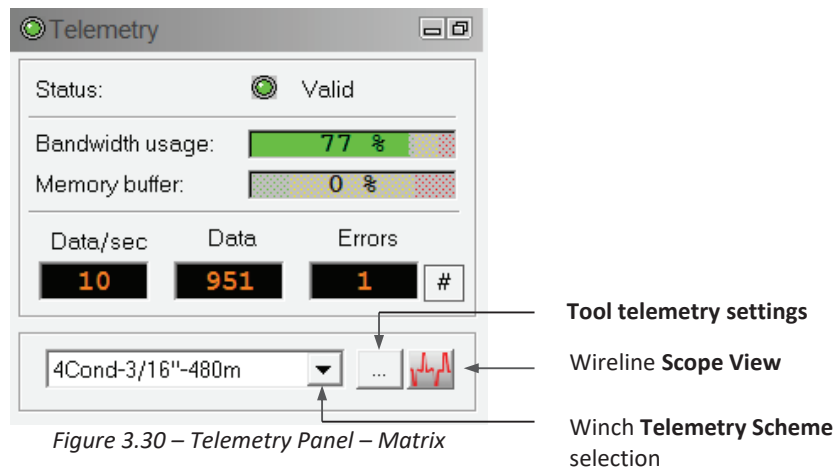 Telemetry
Status: Valid
Bandwidth usage: 77 %
Memory buffer: 0 %
Data/sec Data Errors
10 951 1 #
Tool telemetry settings
4Cond-3/16"-480m ... Wireline Scope View
Winch Telemetry Scheme
selection
Figure 3.30 – Telemetry Panel – Matrix